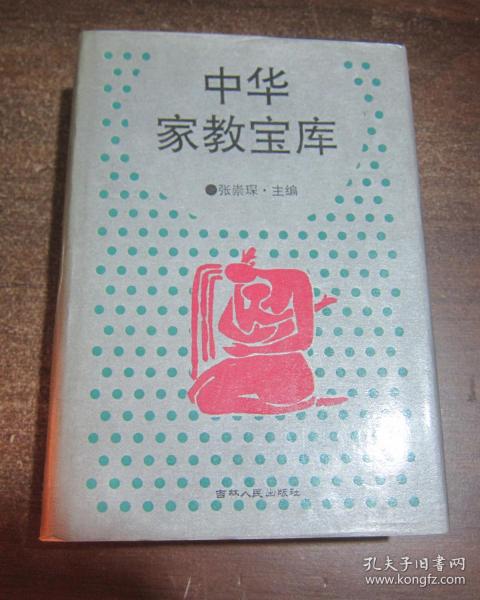 中华
家教宝库
●张崇琛·主编
吉林人民出版社
孔夫子旧书网
www.kongfz.com